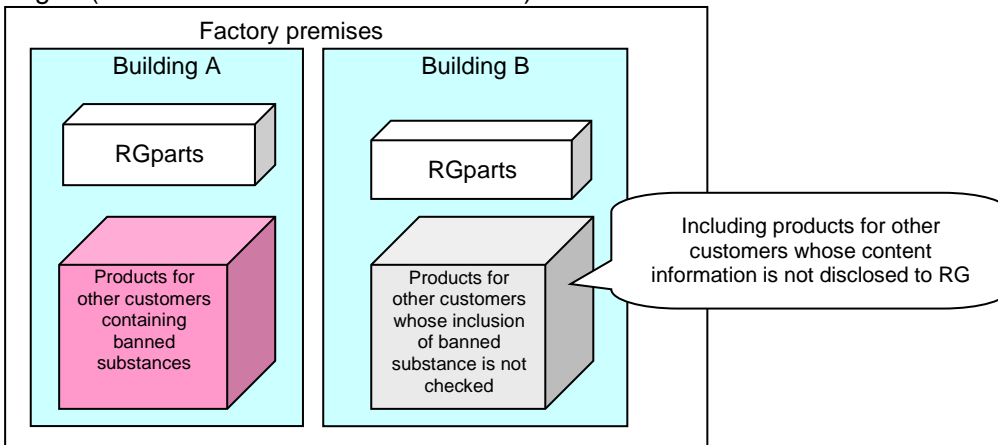 Factory premises
Building A
Building B
RGparts
RGparts
Products for
other customers
containing
banned
substances
Products for
other customers
whose inclusion
of banned
substance is not
checked
Including products for other
customers whose content
information is not disclosed to RG